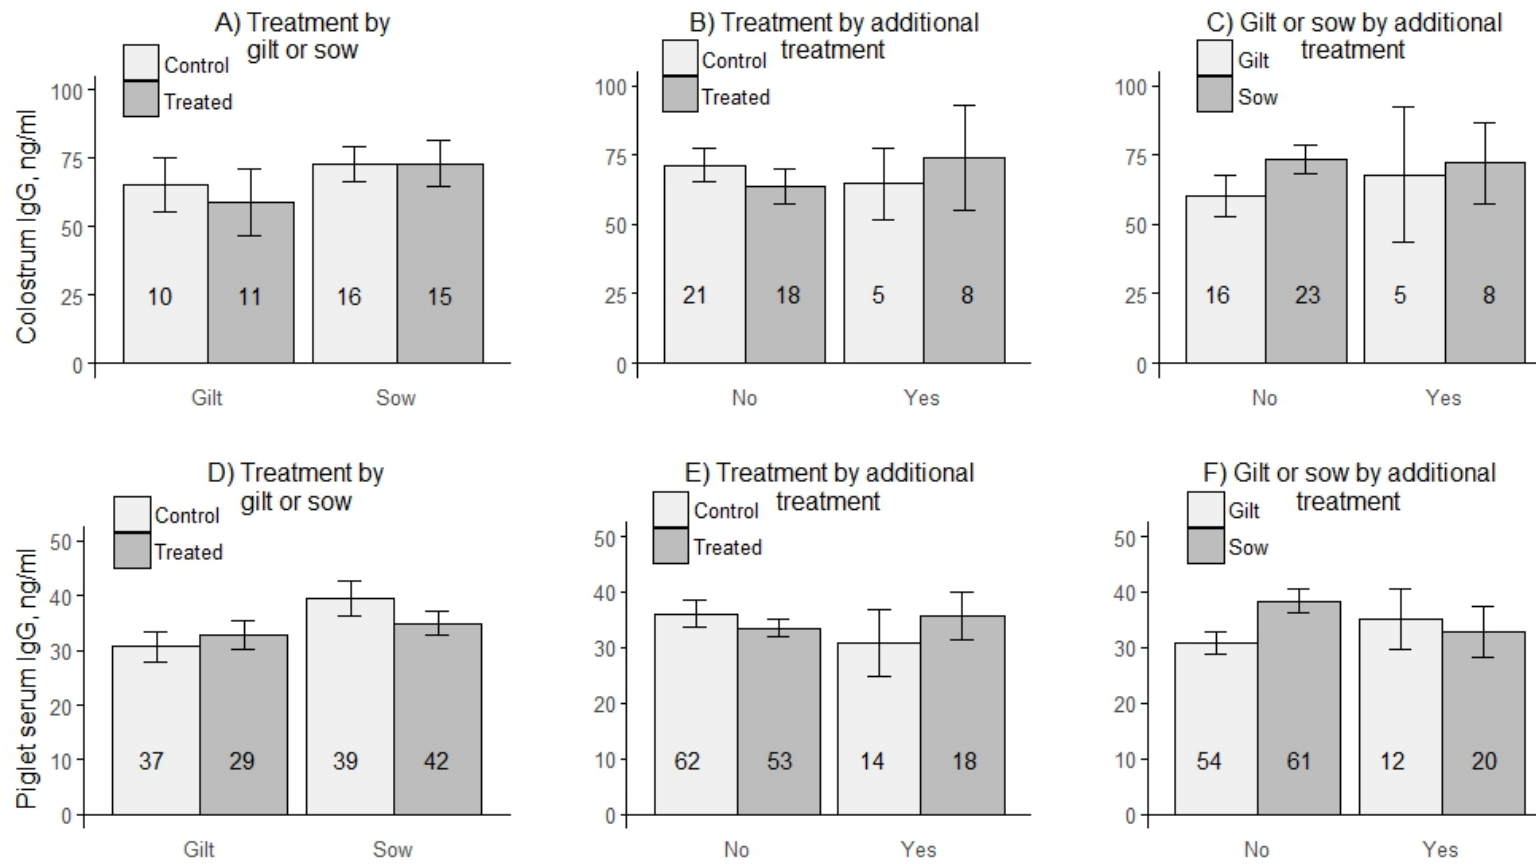 A) Treatment by
gilt or sow
Control
Treated
Colostrum IgG, ng/ml
100
75
50
25
0
10
11
16
15
Gilt
Sow
B) Treatment by additional
treatment
Control
Treated
100
75
50
25
0
21
18
5
8
No
Yes
C) Gilt or sow by additional
treatment
Gilt
Sow
100
75
50
25
0
16
23
5
8
No
Yes
D) Treatment by
gilt or sow
Control
Treated
Piglet serum IgG, ng/ml
50
40
30
20
10
0
37
29
39
42
Gilt
Sow
E) Treatment by additional
treatment
Control
Treated
50
40
30
20
10
0
62
53
14
18
No
Yes
F) Gilt or sow by additional
treatment
Gilt
Sow
50
40
30
20
10
0
54
61
12
20
No
Yes